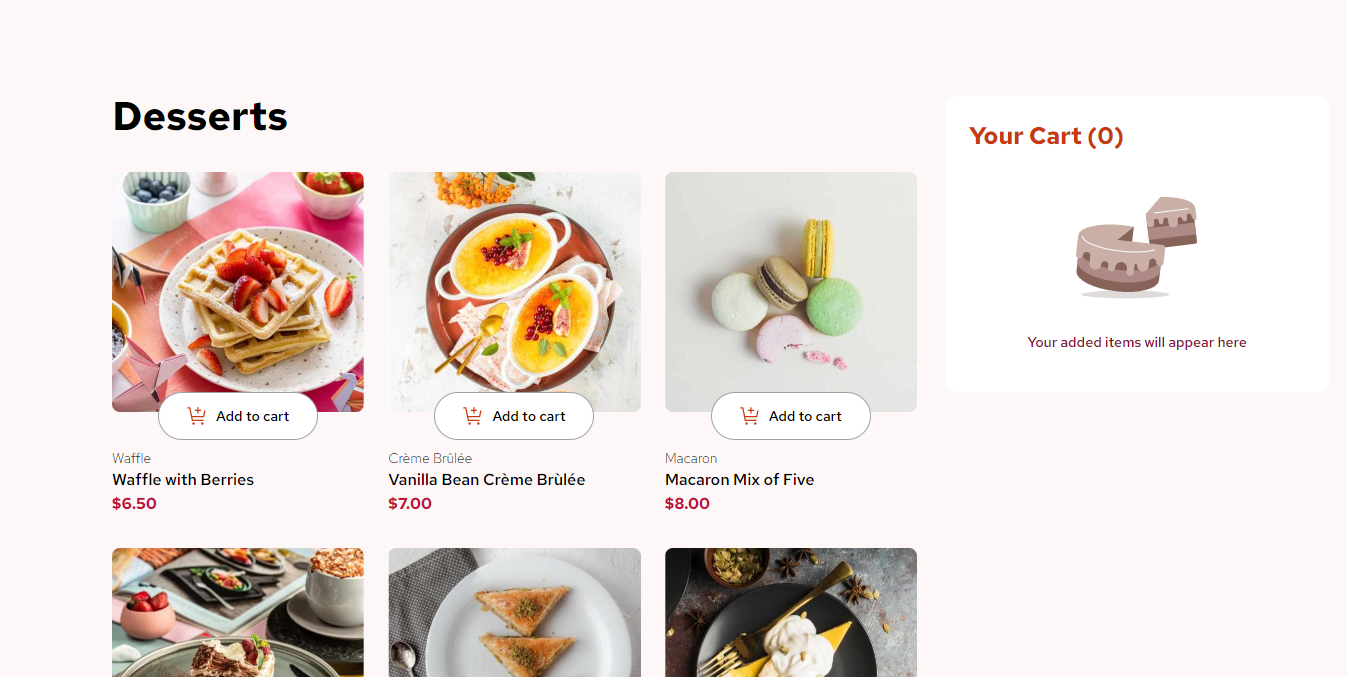 Desserts
Your Cart (0)
Your added items will appear here
Add to cart
Add to cart
Add to cart
Waffle
Waffle with Berries
$6.50
Crème Brûlée
Vanilla Bean Crème Brùlée
$7.00
Macaron
Macaron Mix of Five
$8.00